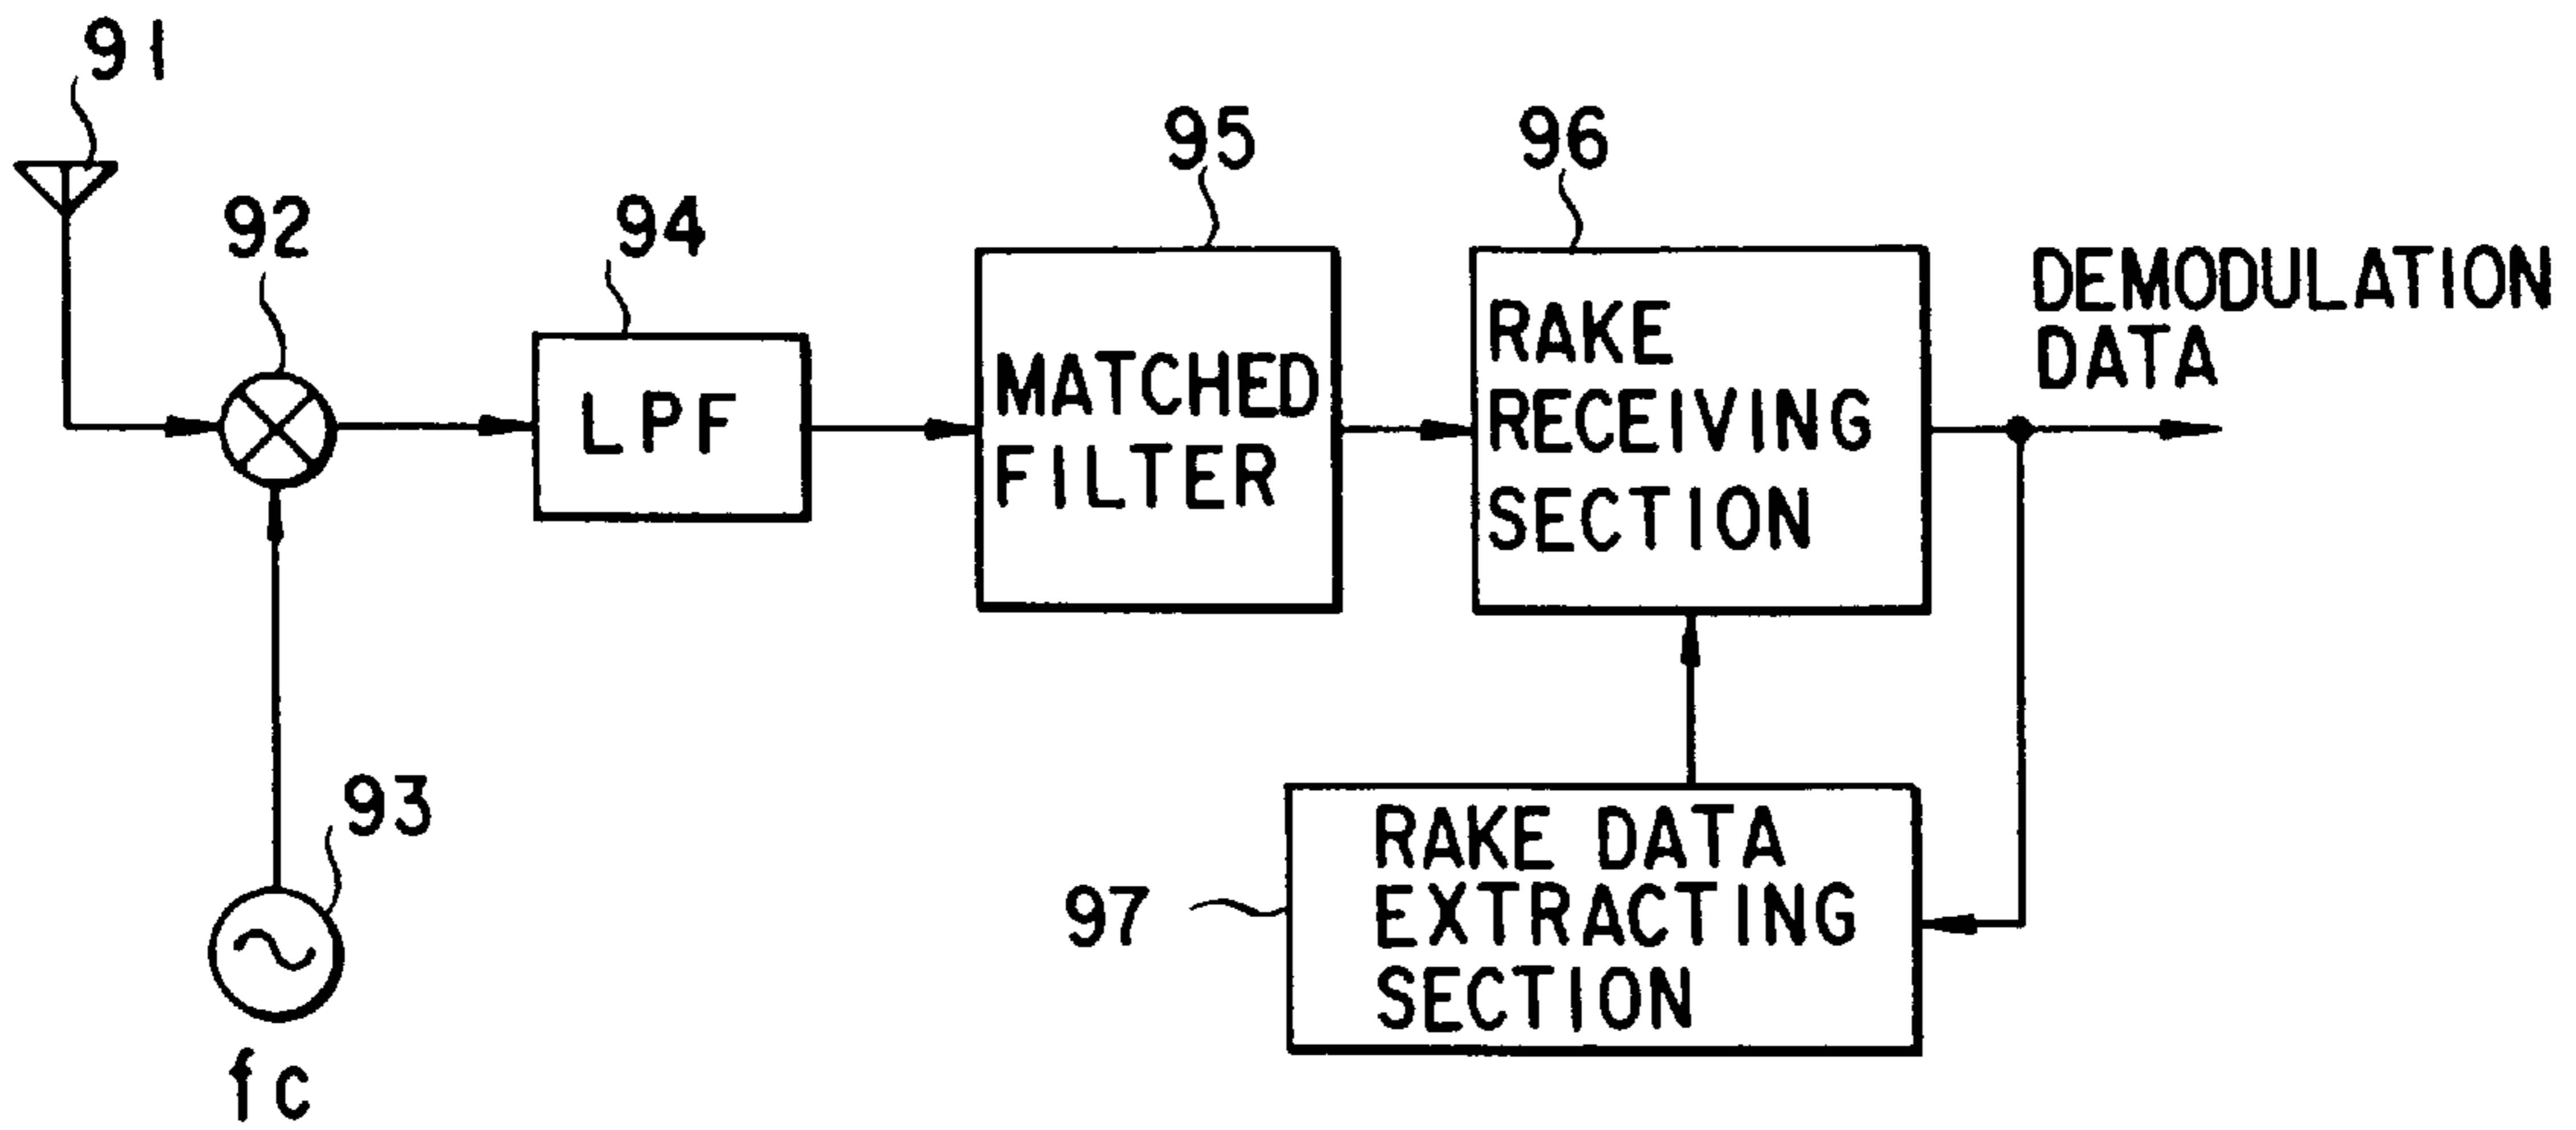 91
92
93
fc
94
LPF
95
MATCHED
FILTER
96
RAKE
RECEIVING
SECTION
DEMODULATION
DATA
97
RAKE DATA
EXTRACTING
SECTION